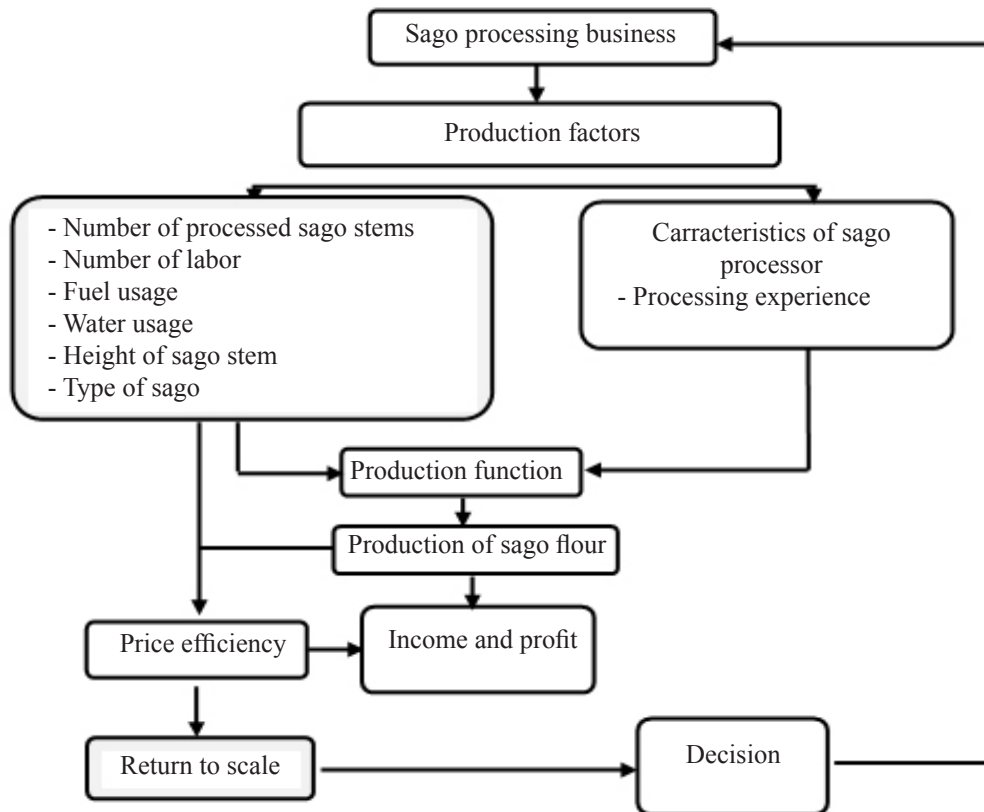 Sago processing business
Production factors
- Number of processed sago stems
- Number of labor
- Fuel usage
- Water usage
- Height of sago stem
- Type of sago
Carracteristics of sago
processor
- Processing experience
Production function
Production of sago flour
Price efficiency
Income and profit
Return to scale
Decision